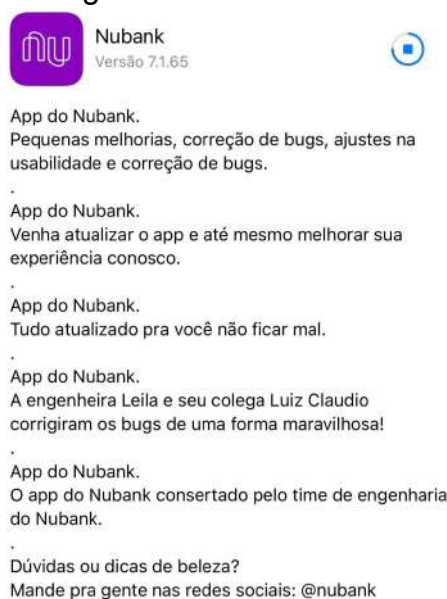 nu
Nubank
Versão 7.1.65
App do Nubank.
Pequenas melhorias, correção de bugs, ajustes na
usabilidade e correção de bugs.
.
App do Nubank.
Venha atualizar o app e até mesmo melhorar sua
experiência conosco.
.
App do Nubank.
Tudo atualizado pra você não ficar mal.
.
App do Nubank.
A engenheira Leila e seu colega Luiz Claudio
corrigiram os bugs de uma forma maravilhosa!
.
App do Nubank.
O app do Nubank consertado pelo time de engenharia
do Nubank.
.
Dúvidas ou dicas de beleza?
Mande pra gente nas redes sociais: @nubank